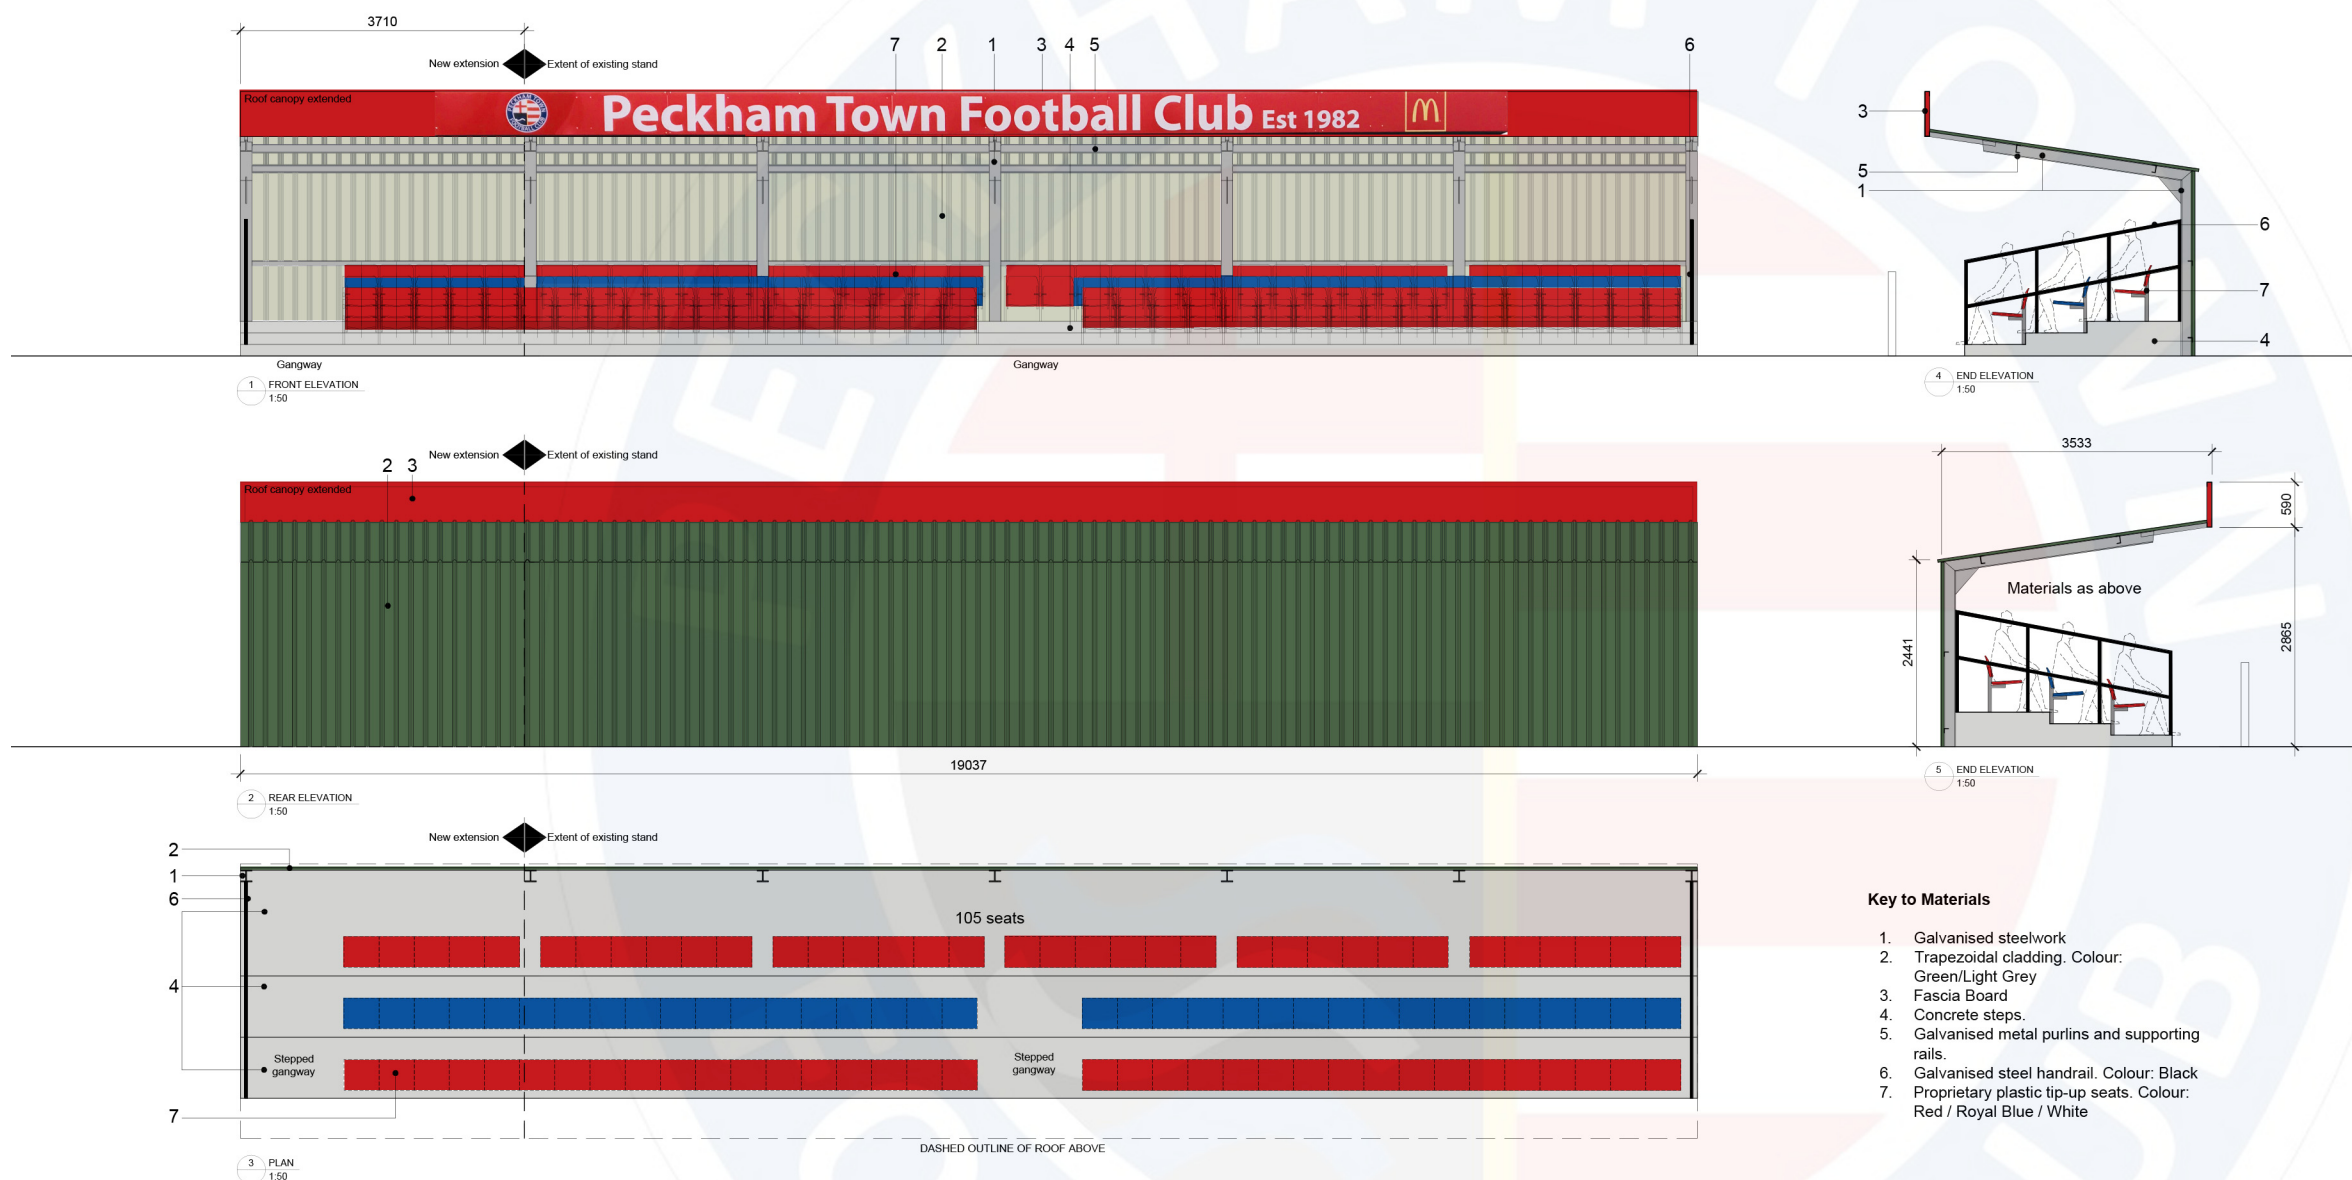 3710
7 2 1 3 4 5 6
New extension Extent of existing stand
Roof canopy extended
Peckham Town Football Club Est 1982
Gangway Gangway
1 FRONT ELEVATION
1:50
3
5
1
6
7
4
4 END ELEVATION
1:50
New extension Extent of existing stand
2 3
Roof canopy extended
19037
2 REAR ELEVATION
1:50
3533
590
Materials as above
2441
2865
5 END ELEVATION
1:50
New extension Extent of existing stand
2
1
6
4
7
105 seats
Stepped
gangway
Stepped
gangway
DASHED OUTLINE OF ROOF ABOVE
3 PLAN
1:50
Key to Materials
1. Galvanised steelwork
2. Trapezoidal cladding. Colour:
Green/Light Grey
3. Fascia Board
4. Concrete steps.
5. Galvanised metal purlins and supporting
rails.
6. Galvanised steel handrail. Colour: Black
7. Proprietary plastic tip-up seats. Colour:
Red / Royal Blue / White